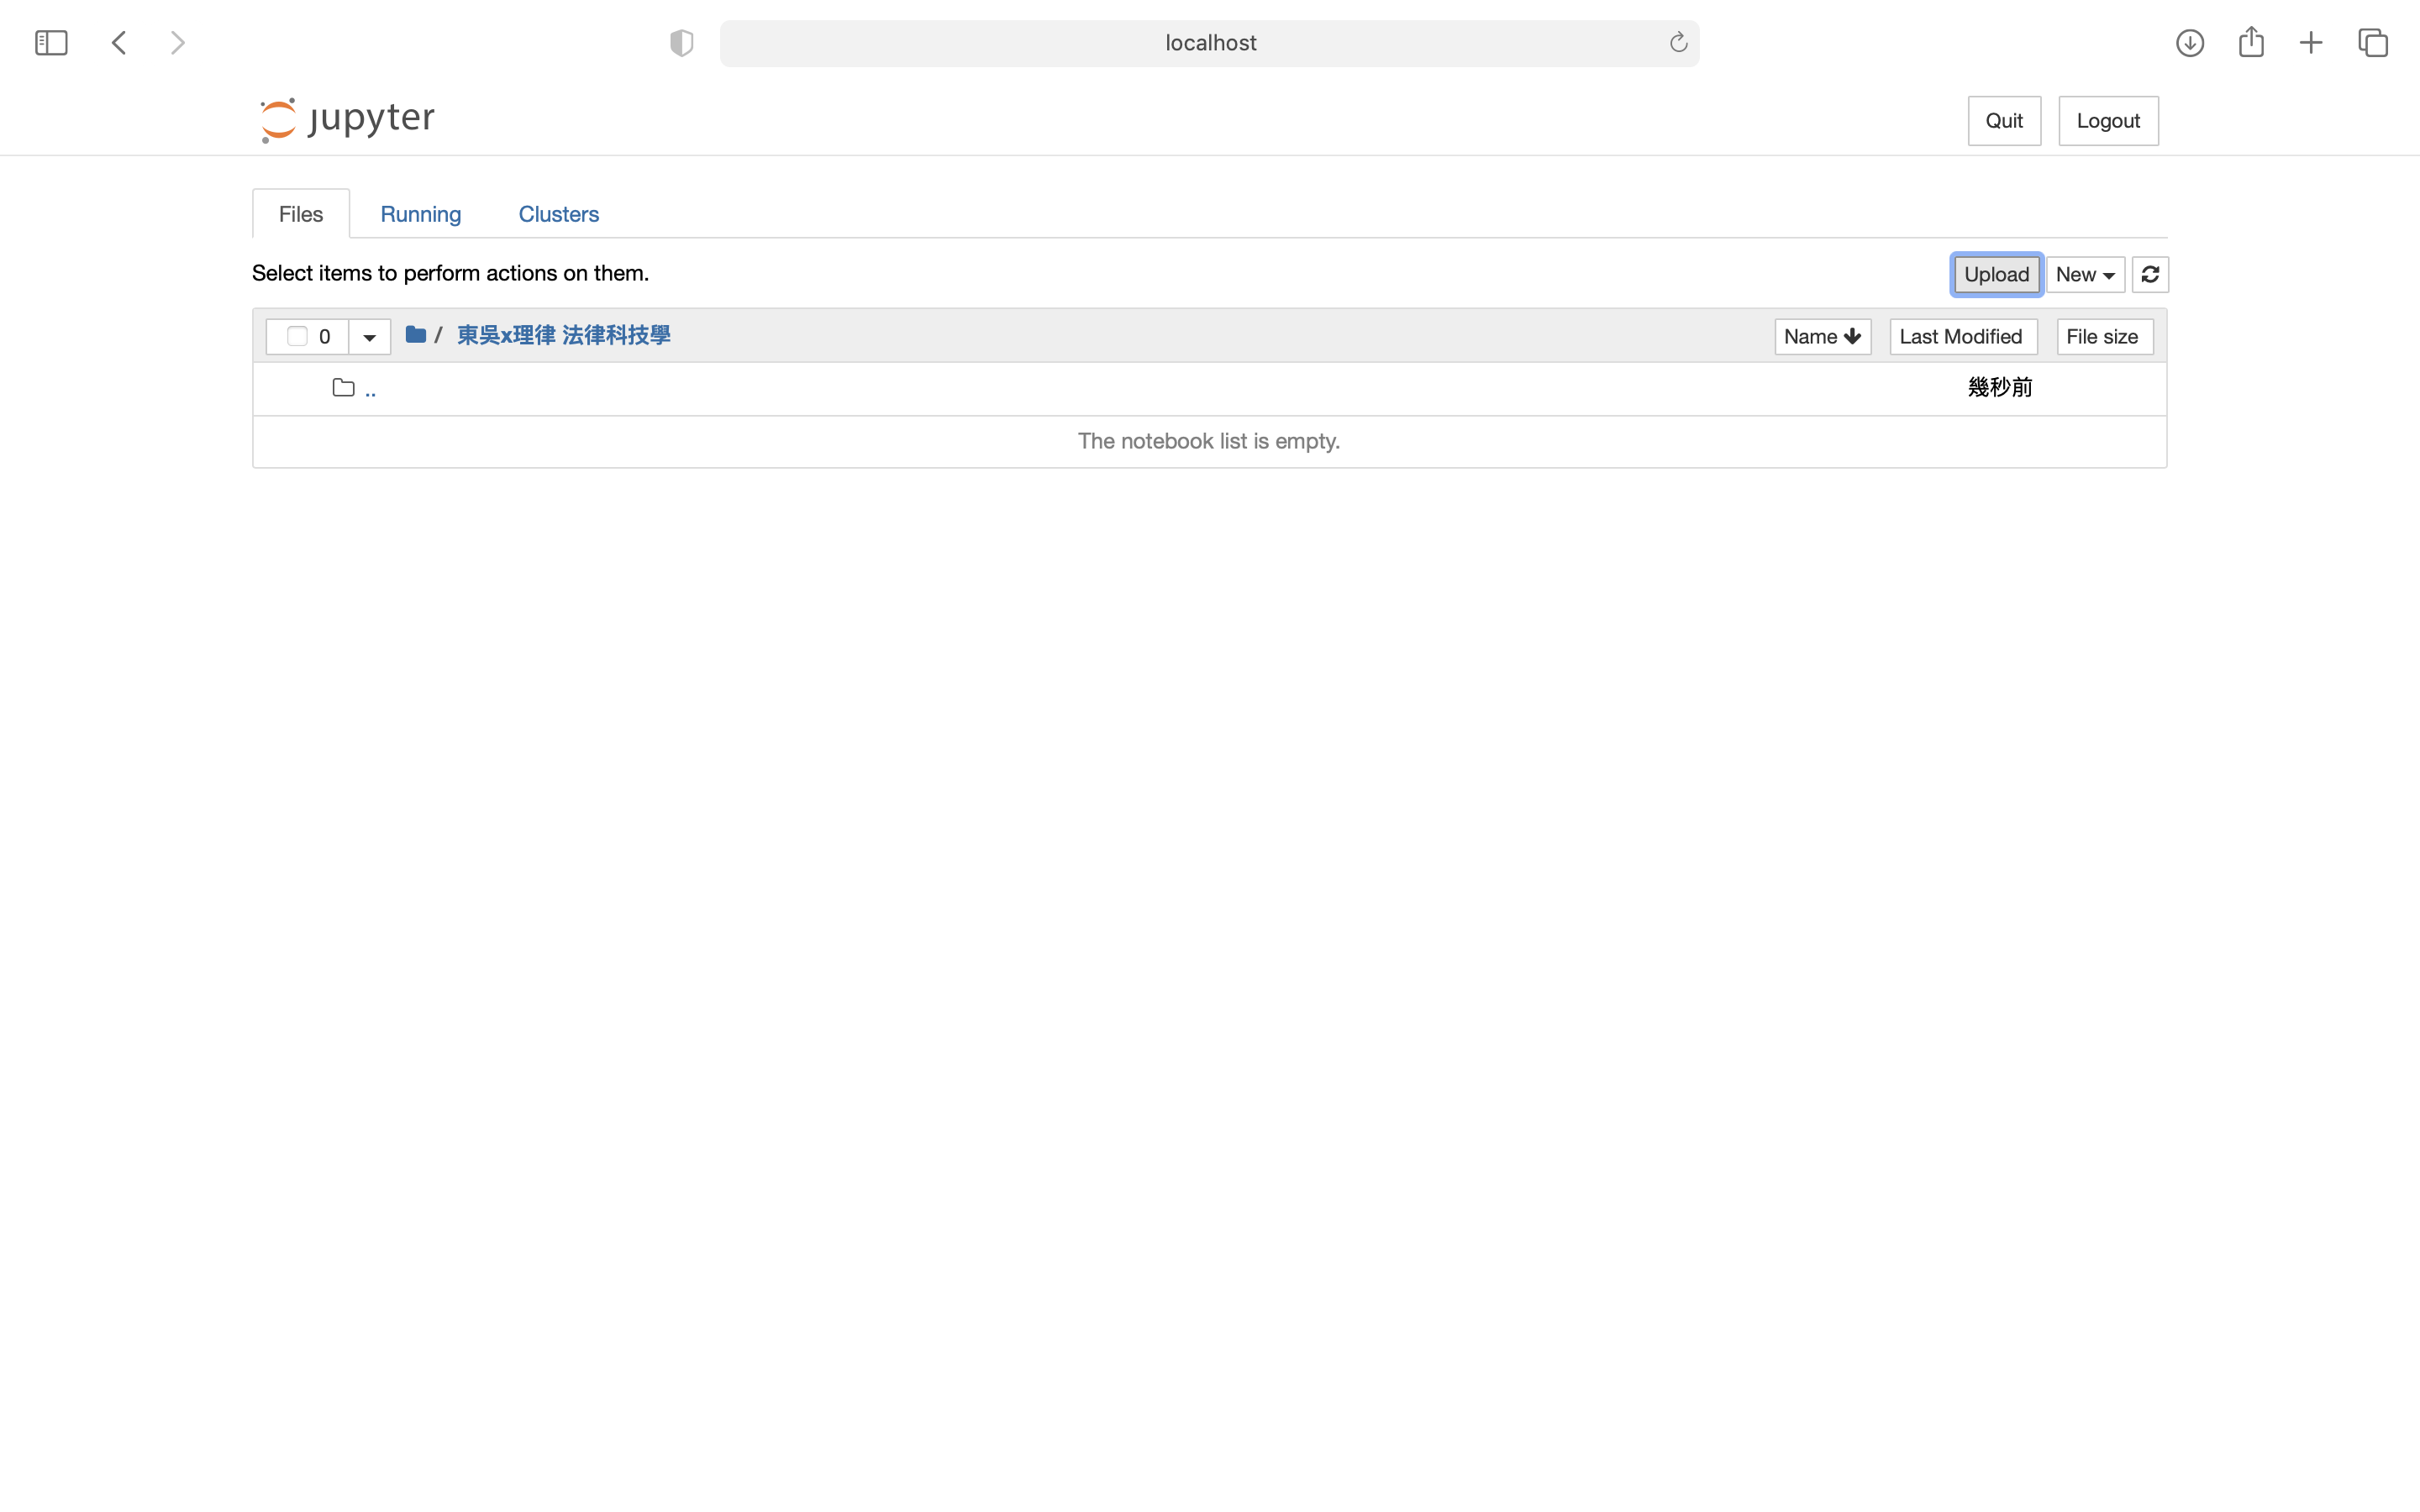 localhost
jupyter
Quit
Logout
Files
Running
Clusters
Select items to perform actions on them.
Upload
New
0
/ 東吳x理律 法律科技學
Name
Last Modified
File size
..
幾秒前
The notebook list is empty.